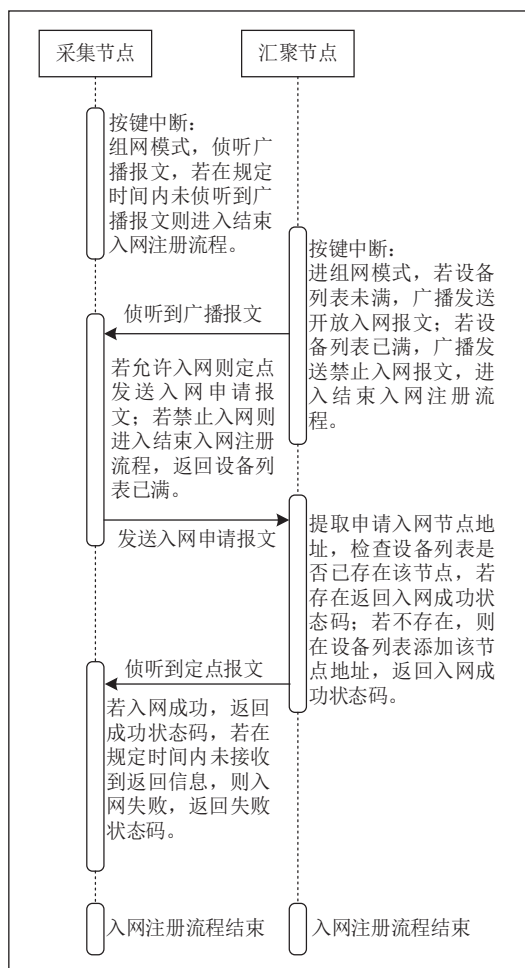 采集节点
汇聚节点
按键中断：
组网模式，侦听广
播报文，若在规定
时间内未侦听到广
播报文则进入结束
入网注册流程。
按键中断：
进组网模式，若设备
列表未满，广播发送
开放入网报文；若设
备列表已满，广播发
送禁止入网报文，进
入结束入网注册流
程。
侦听到广播报文
若允许入网则定点
发送入网申请报
文；若禁止入网则
进入结束入网注册
流程，返回设备列
表已满。
发送入网申请报文
提取申请入网节点地
址，检查设备列表是
否已存在该节点，若
存在返回入网成功状
态码；若不存在，则
在设备列表添加该节
点地址，返回入网成
功状态码。
侦听到定点报文
若入网成功，返回
成功状态码，若在
规定时间内未接收
到返回信息，则入
网失败，返回失败
状态码。
入网注册流程结束
入网注册流程结束